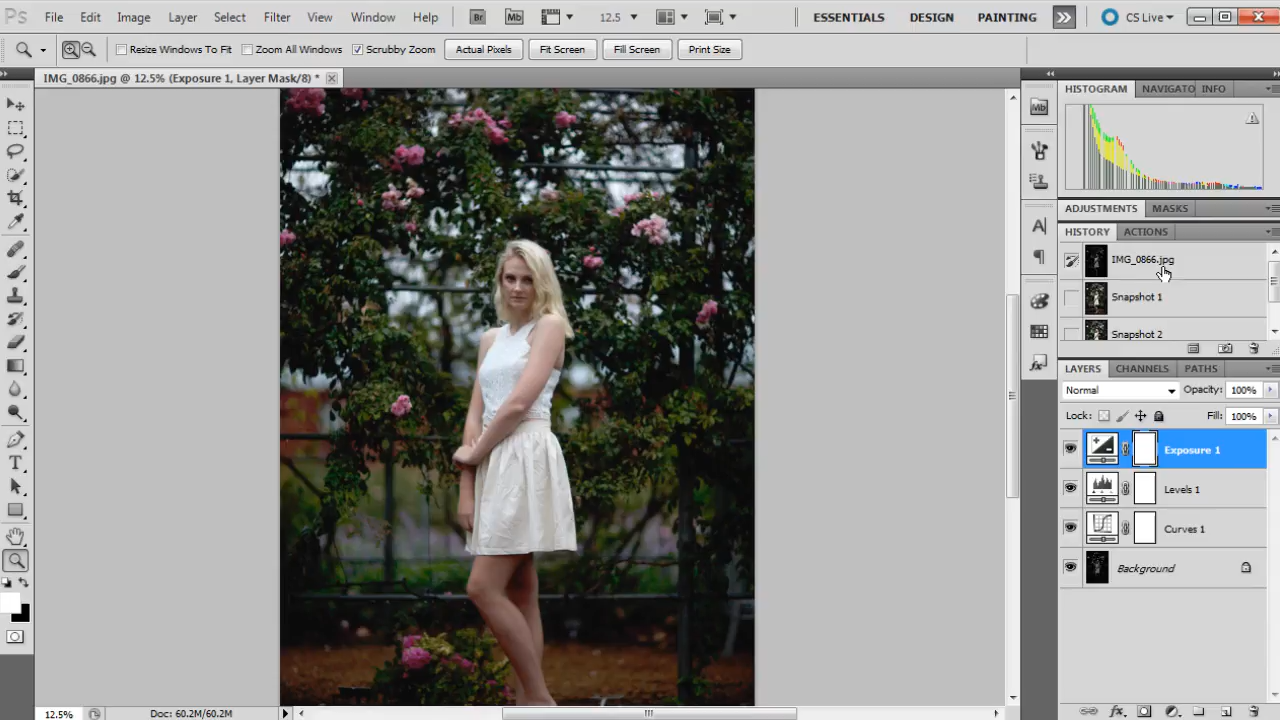 Ps File Edit Image Layer Select Filter View Window Help Br Mb 12.5 ESSENTIALS DESIGN PAINTING CS Live
Resize Windows To Fit Zoom All Windows Scrubby Zoom Actual Pixels Fit Screen Fill Screen Print Size
IMG_0866.jpg @ 12.5% (Exposure 1, Layer Mask/8) *
HISTOGRAM NAVIGATO INFO
Mb
ADJUSTMENTS MASKS
HISTORY ACTIONS
IMG_0866.jpg
Snapshot 1
Snapshot 2
LAYERS CHANNELS PATHS
Normal Opacity: 100%
Lock: Fill: 100%
Exposure 1
Levels 1
Curves 1
Background
12.5% Doc: 60.2M/60.2M